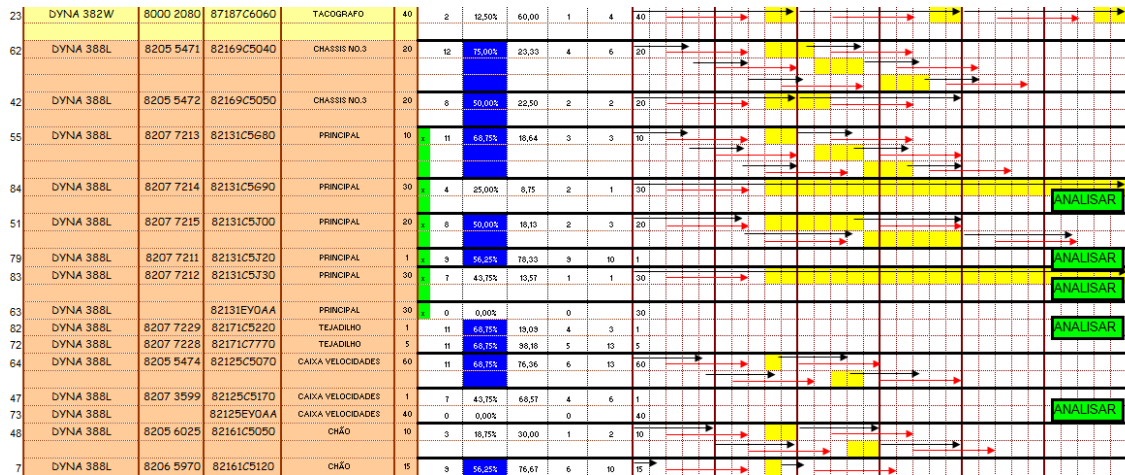 23 DYNA 382W 8000 2080 87187C6060 TACOGRAFO 40 2 12,50% 60,00 1 4 40
62 DYNA 388L 8205 5471 82169C5040 CHASSIS NO.3 20 12 75,00% 23,33 4 6 20
42 DYNA 388L 8205 5472 82169C5050 CHASSIS NO.3 20 8 50,00% 22,50 2 2 20
55 DYNA 388L 8207 7213 82131C5G80 PRINCIPAL 10 x 11 68,75% 18,64 3 3 10
84 DYNA 388L 8207 7214 82131C5G90 PRINCIPAL 30 x 4 25,00% 8,75 2 1 30
ANALISAR
51 DYNA 388L 8207 7215 82131C5J00 PRINCIPAL 20 x 8 50,00% 18,13 2 3 20
79 DYNA 388L 8207 7211 82131C5J20 PRINCIPAL 1 x 9 56,25% 78,33 9 10 1 ANALISAR
83 DYNA 388L 8207 7212 82131C5J30 PRINCIPAL 30 x 7 43,75% 13,57 1 1 30
ANALISAR
63 DYNA 388L 82131EY0AA PRINCIPAL 30 x 0 0,00% 0 30
82 DYNA 388L 8207 7229 82171C5220 TEJADILHO 1 11 68,75% 19,09 4 3 1 ANALISAR
72 DYNA 388L 8207 7228 82171C7770 TEJADILHO 5 11 68,75% 98,18 5 13 5
64 DYNA 388L 8205 5474 82125C5070 CAIXA VELOCIDADES 60 11 68,75% 76,36 6 13 60
47 DYNA 388L 8207 3599 82125C5170 CAIXA VELOCIDADES 1 7 43,75% 68,57 4 6 1
ANALISAR
73 DYNA 388L 82125EY0AA CAIXA VELOCIDADES 40 0 0,00% 0 40
48 DYNA 388L 8205 6025 82161C5050 CHÃO 10 3 18,75% 30,00 1 2 10
7 DYNA 388L 8206 5970 82161C5120 CHÃO 15 9 56,25% 76,67 6 10 15